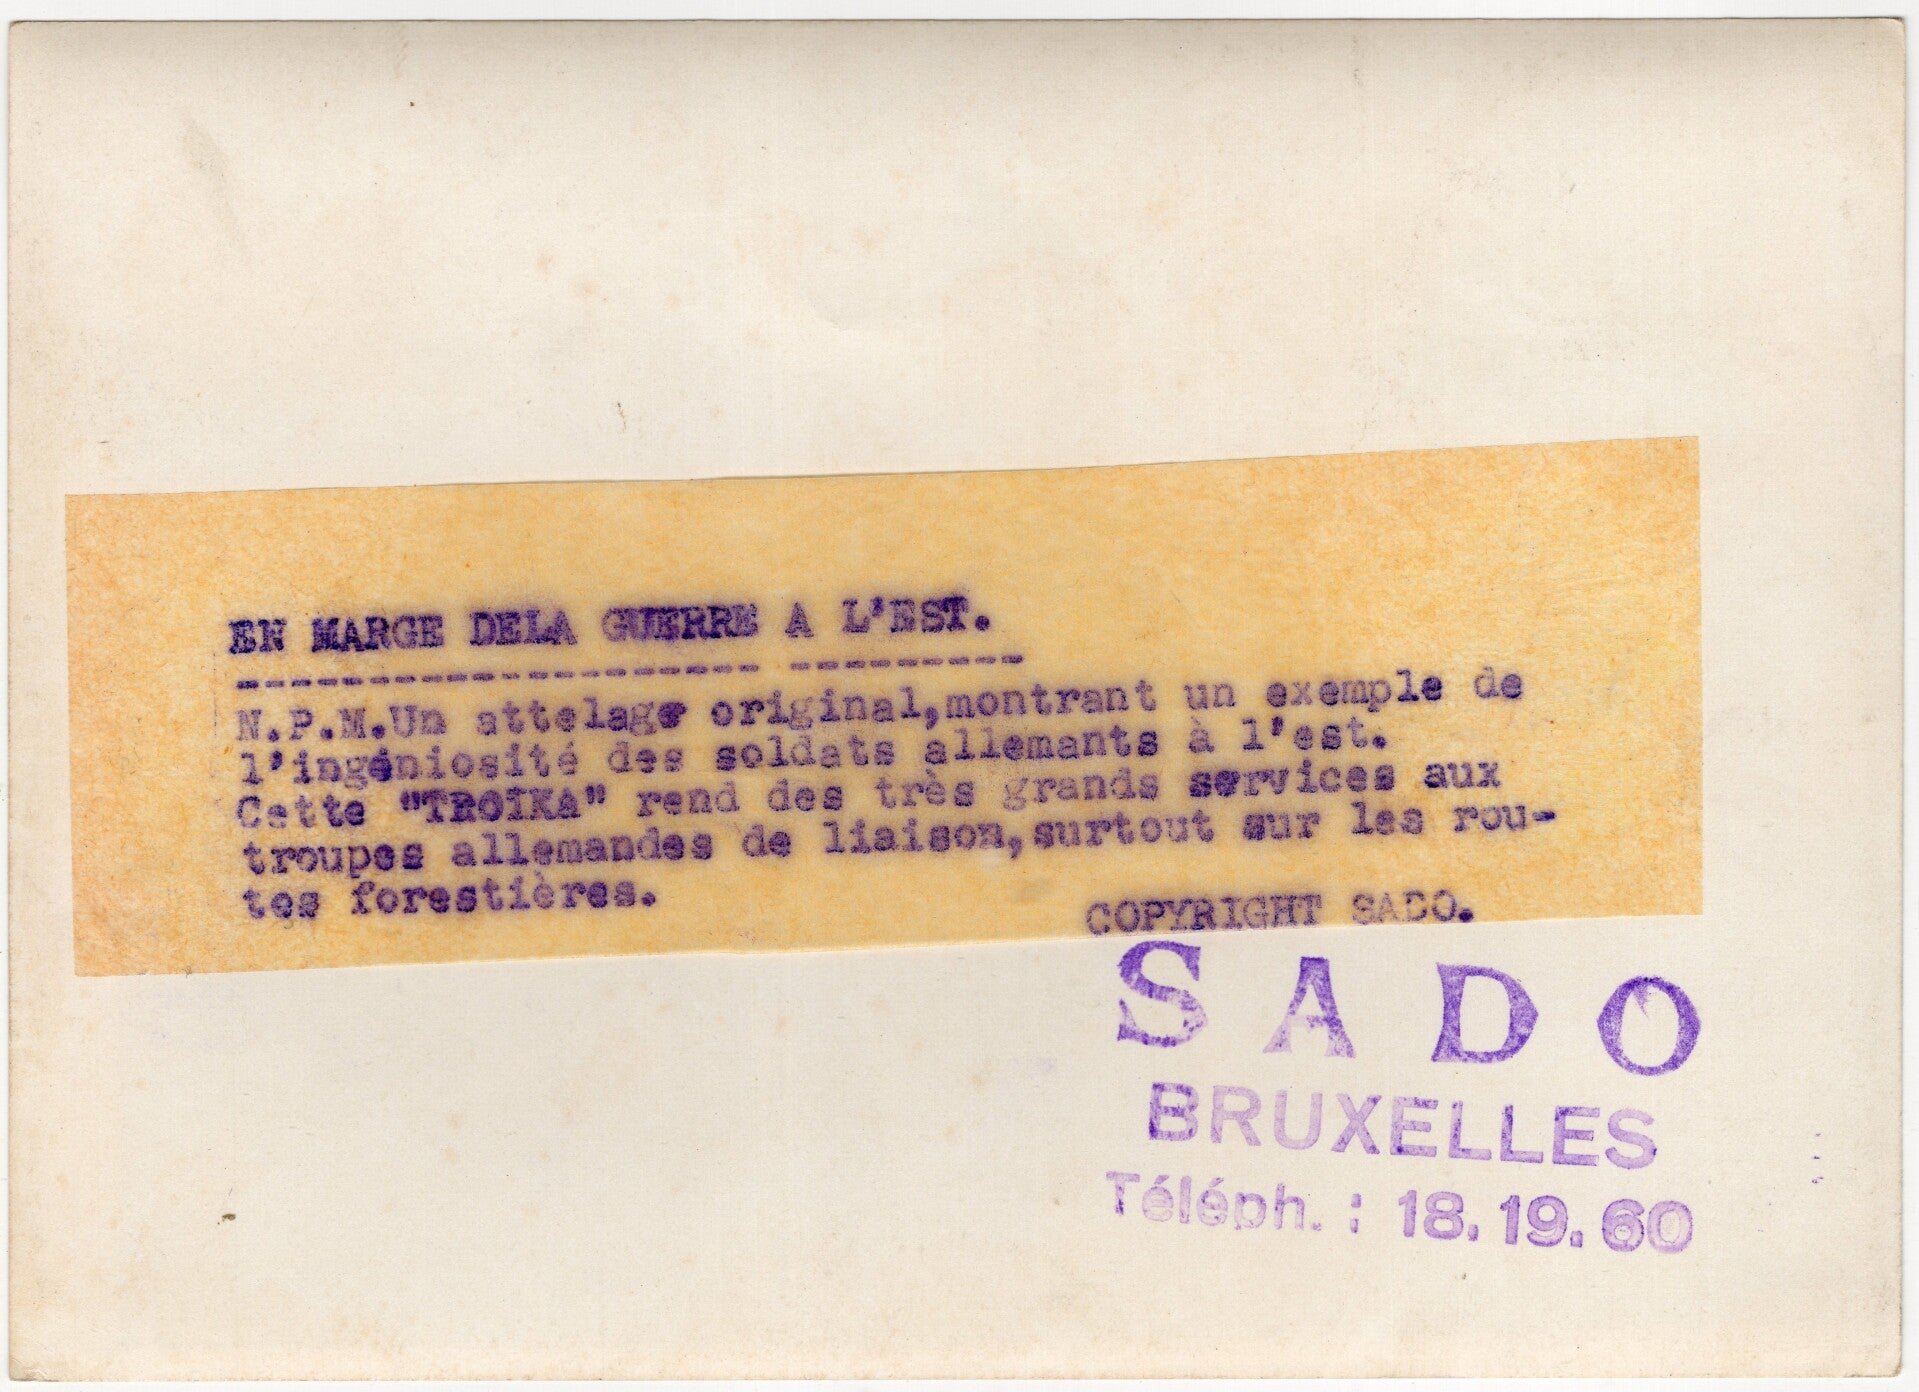 EN MARGE DELA GUERRE A L'EST.
-------------------- ---------
N.P.M.Un attelage original,montrant un exemple de
l'ingéniosité des soldats allemants à l'est.
Cette "TROÏKA" rend des très grands services aux
troupes allemandes de liaison,surtout sur les rou-
tes forestières.
COPYRIGHT SADO.
SADO
BRUXELLES
Téléph. : 18.19.60